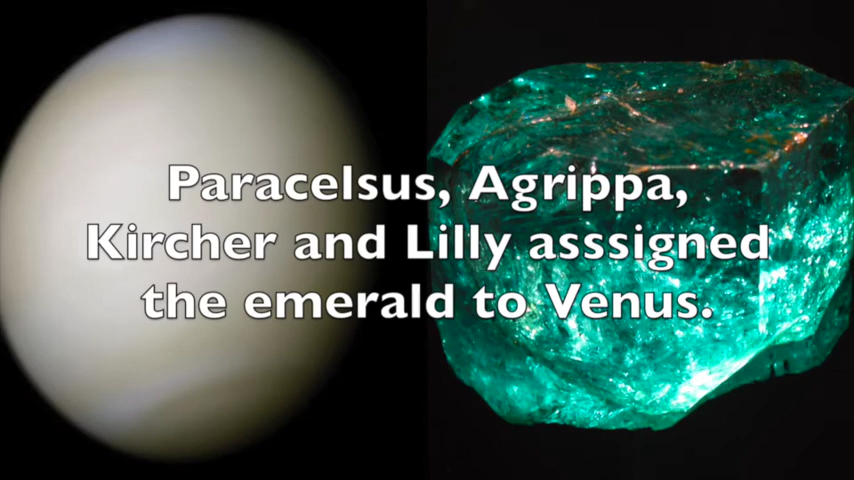 Paracelsus, Agrippa,
Kircher and Lilly asssigned
the emerald to Venus.